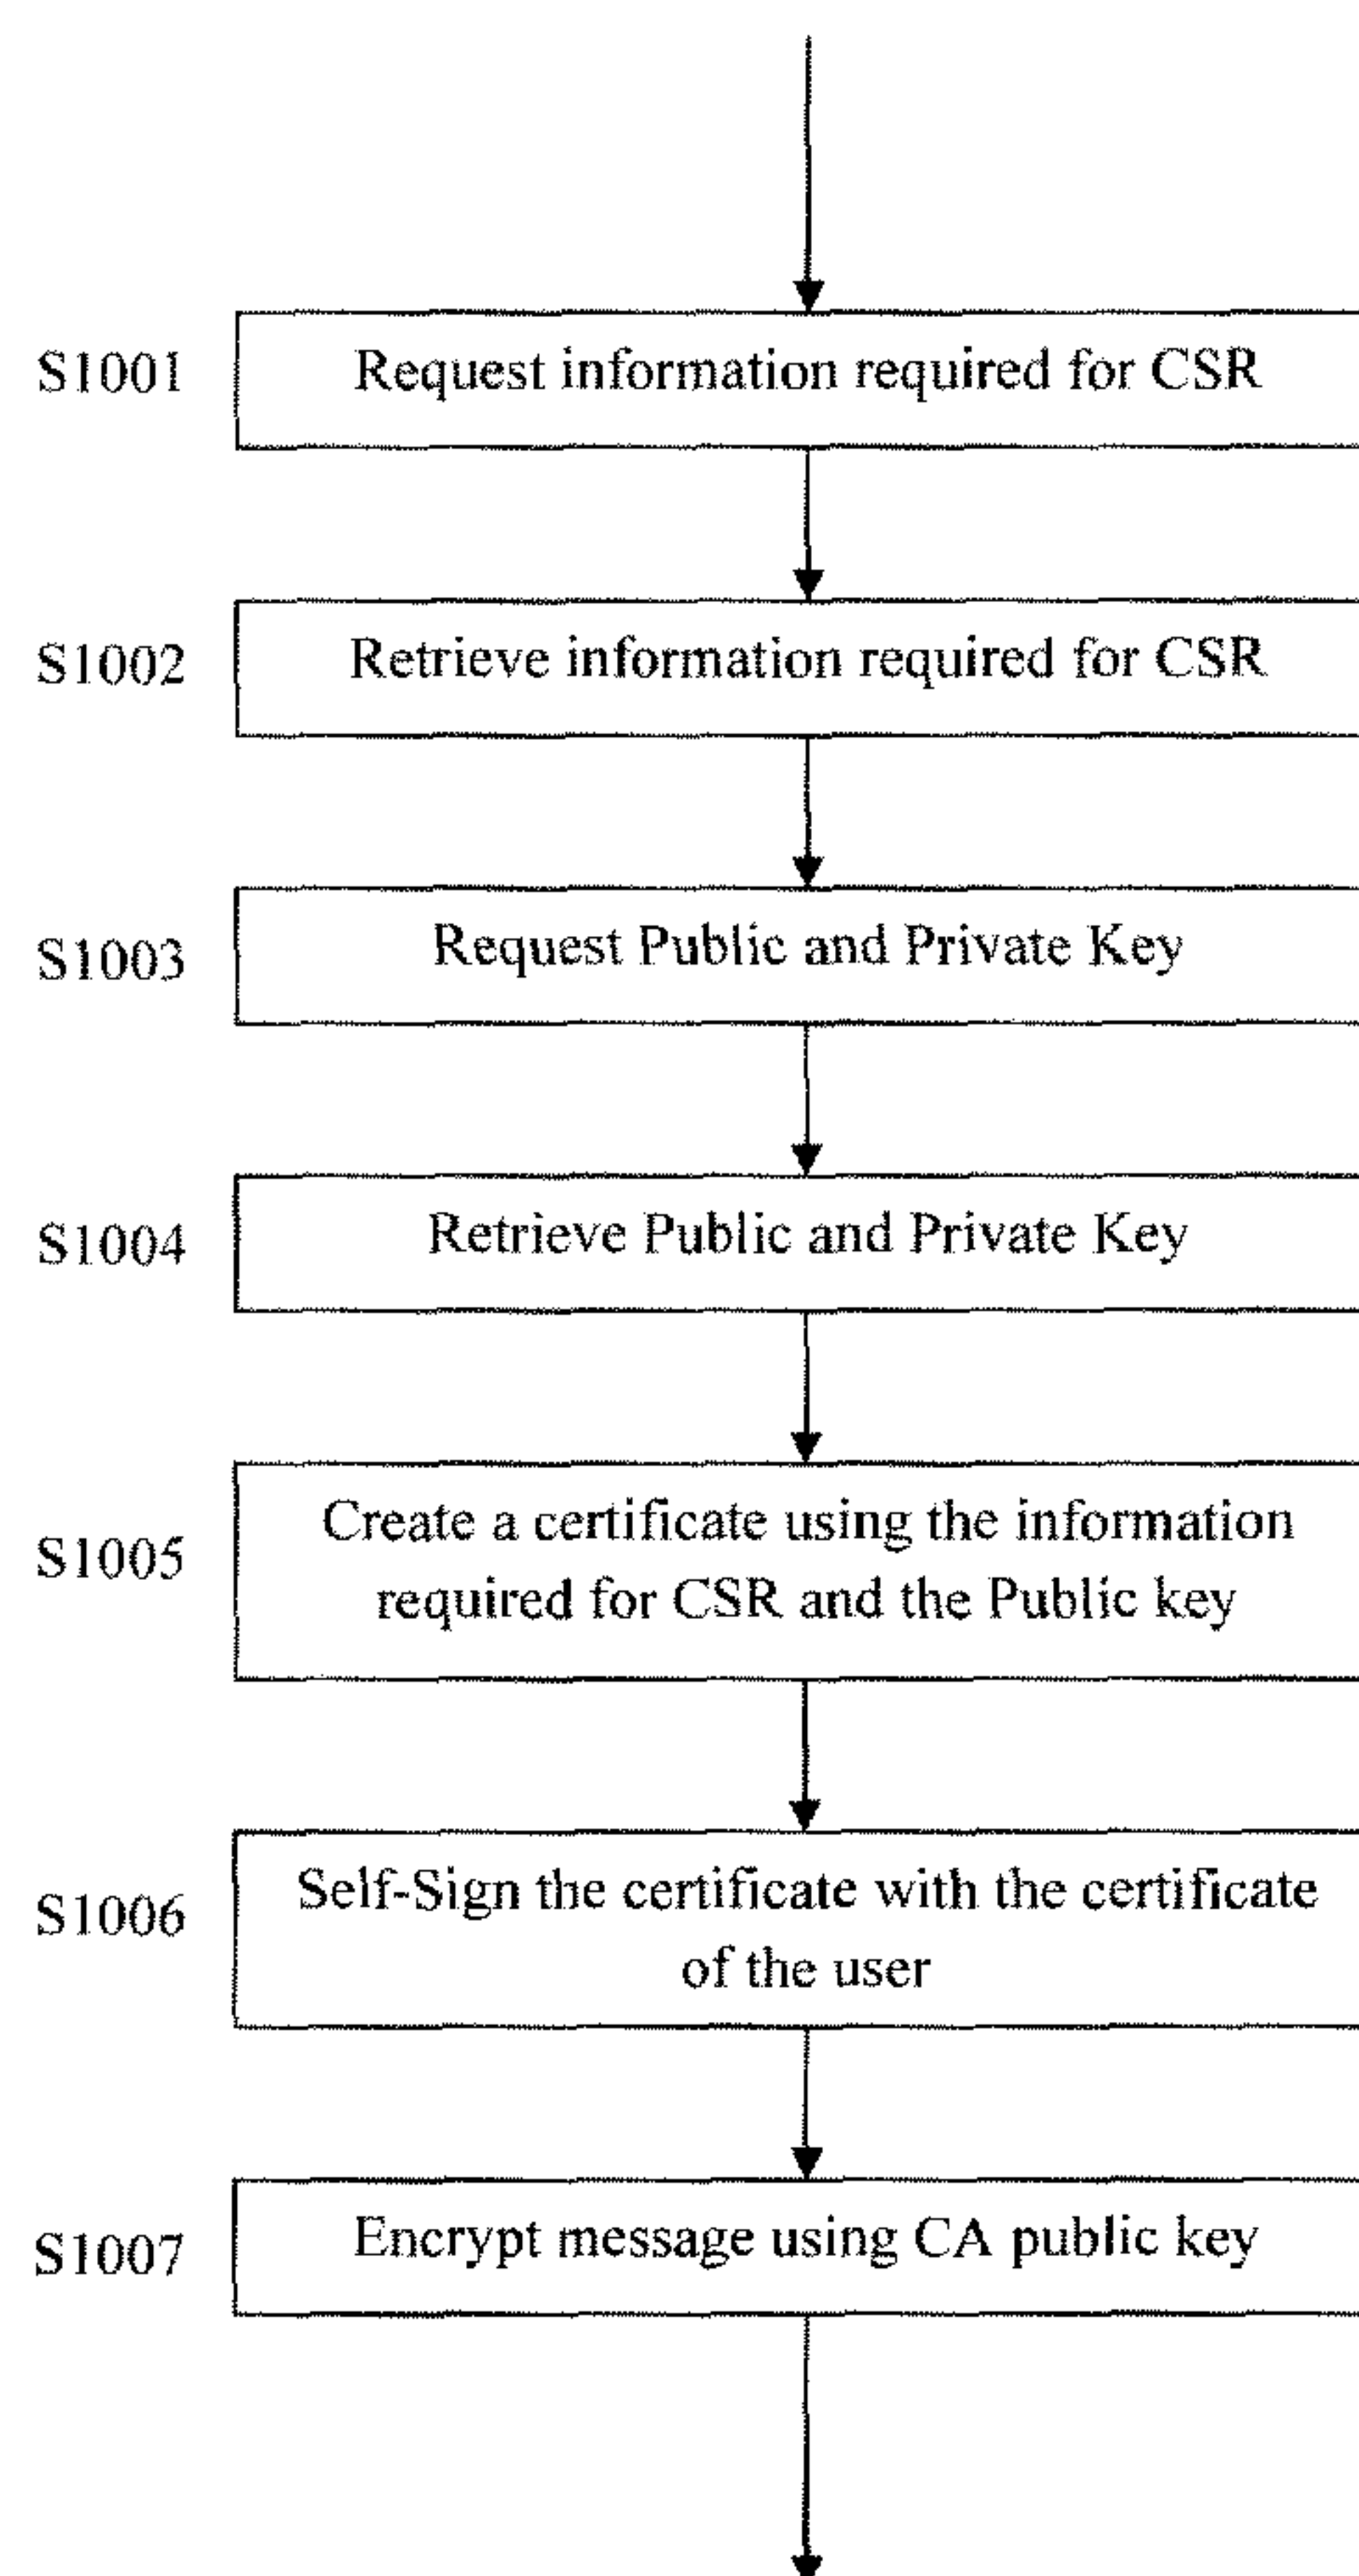 S1001
Request information required for CSR
S1002
Retrieve information required for CSR
S1003
Request Public and Private Key
S1004
Retrieve Public and Private Key
S1005
Create a certificate using the information
required for CSR and the Public key
S1006
Self-Sign the certificate with the certificate
of the user
S1007
Encrypt message using CA public key